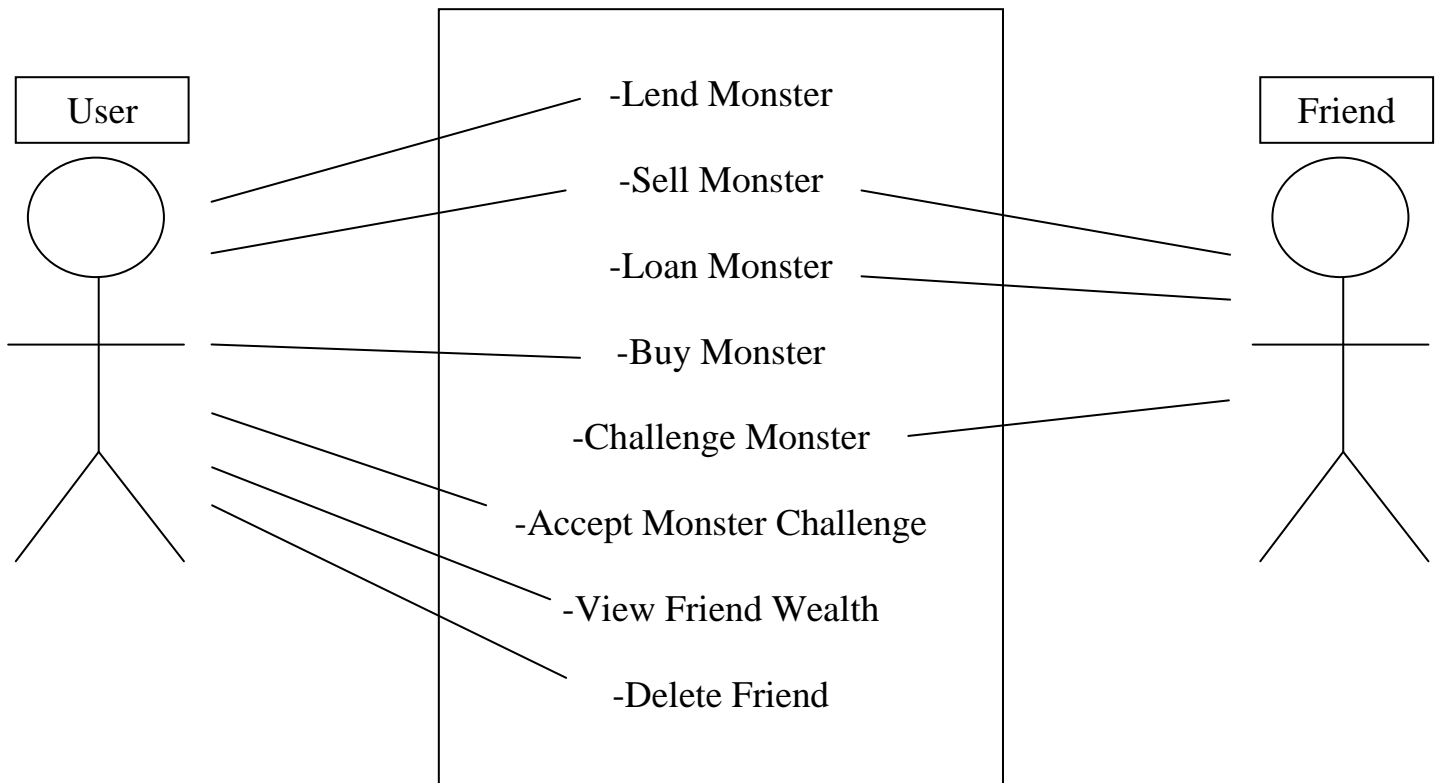 User
-Lend Monster
-Sell Monster
-Loan Monster
-Buy Monster
-Challenge Monster
-Accept Monster Challenge
-View Friend Wealth
-Delete Friend
Friend